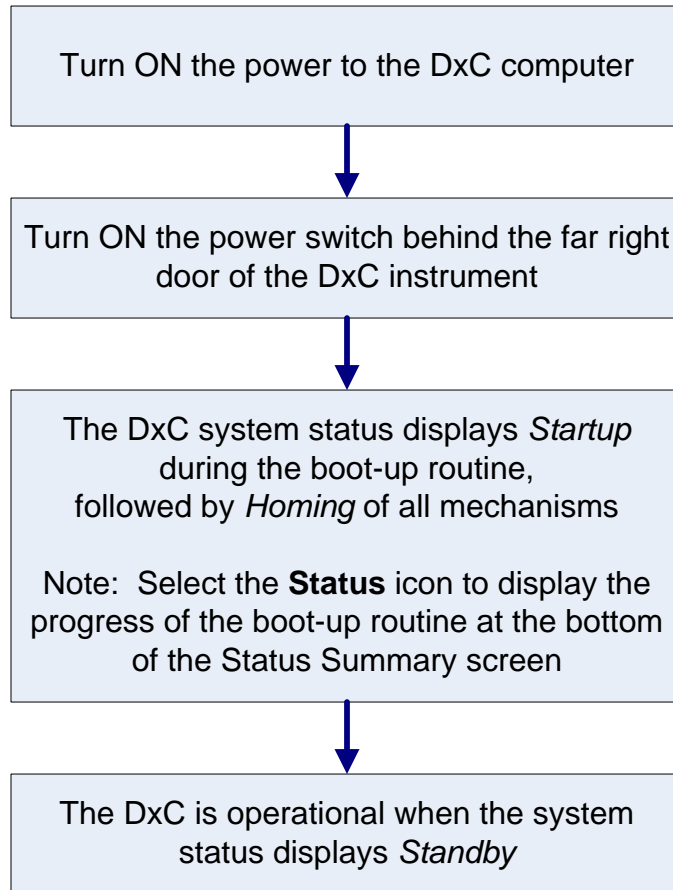 Turn ON the power to the DxC computer
Turn ON the power switch behind the far right
door of the DxC instrument
The DxC system status displays Startup
during the boot-up routine,
followed by Homing of all mechanisms
Note:  Select the Status icon to display the
progress of the boot-up routine at the bottom
of the Status Summary screen
The DxC is operational when the system
status displays Standby